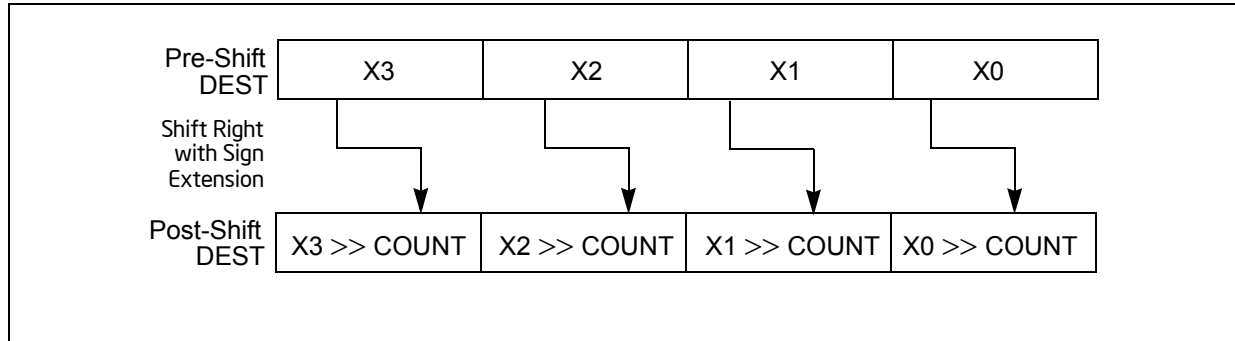 Pre-Shift
DEST
X3 X2 X1 X0
Shift Right
with Sign
Extension
Post-Shift
DEST
X3 >> COUNT X2 >> COUNT X1 >> COUNT X0 >> COUNT